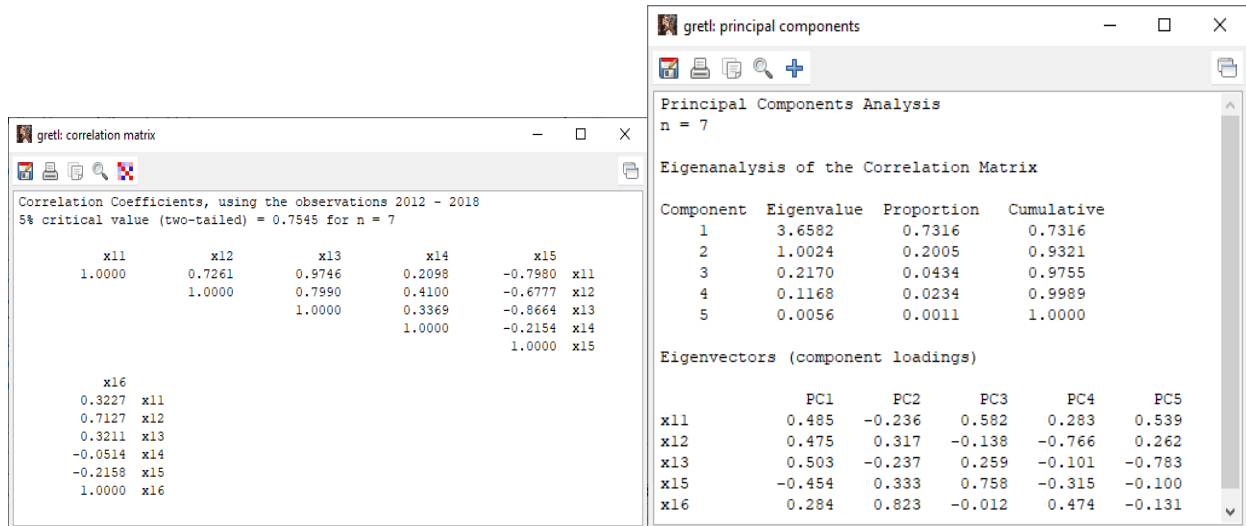 gretl: correlation matrix
Correlation Coefficients, using the observations 2012 - 2018
5% critical value (two-tailed) = 0.7545 for n = 7
x11 x12 x13 x14 x15
1.0000 0.7261 0.9746 0.2098 -0.7980 x11
1.0000 0.7990 0.4100 -0.6777 x12
1.0000 0.3369 -0.8664 x13
1.0000 -0.2154 x14
1.0000 x15
x16
0.3227 x11
0.7127 x12
0.3211 x13
-0.0514 x14
-0.2158 x15
1.0000 x16
gretl: principal components
Principal Components Analysis
n = 7
Eigenanalysis of the Correlation Matrix
Component Eigenvalue Proportion Cumulative
1 3.6582 0.7316 0.7316
2 1.0024 0.2005 0.9321
3 0.2170 0.0434 0.9755
4 0.1168 0.0234 0.9989
5 0.0056 0.0011 1.0000
Eigenvectors (component loadings)
PC1 PC2 PC3 PC4 PC5
x11 0.485 -0.236 0.582 0.283 0.539
x12 0.475 0.317 -0.138 -0.766 0.262
x13 0.503 -0.237 0.259 -0.101 -0.783
x15 -0.454 0.333 0.758 -0.315 -0.100
x16 0.284 0.823 -0.012 0.474 -0.131